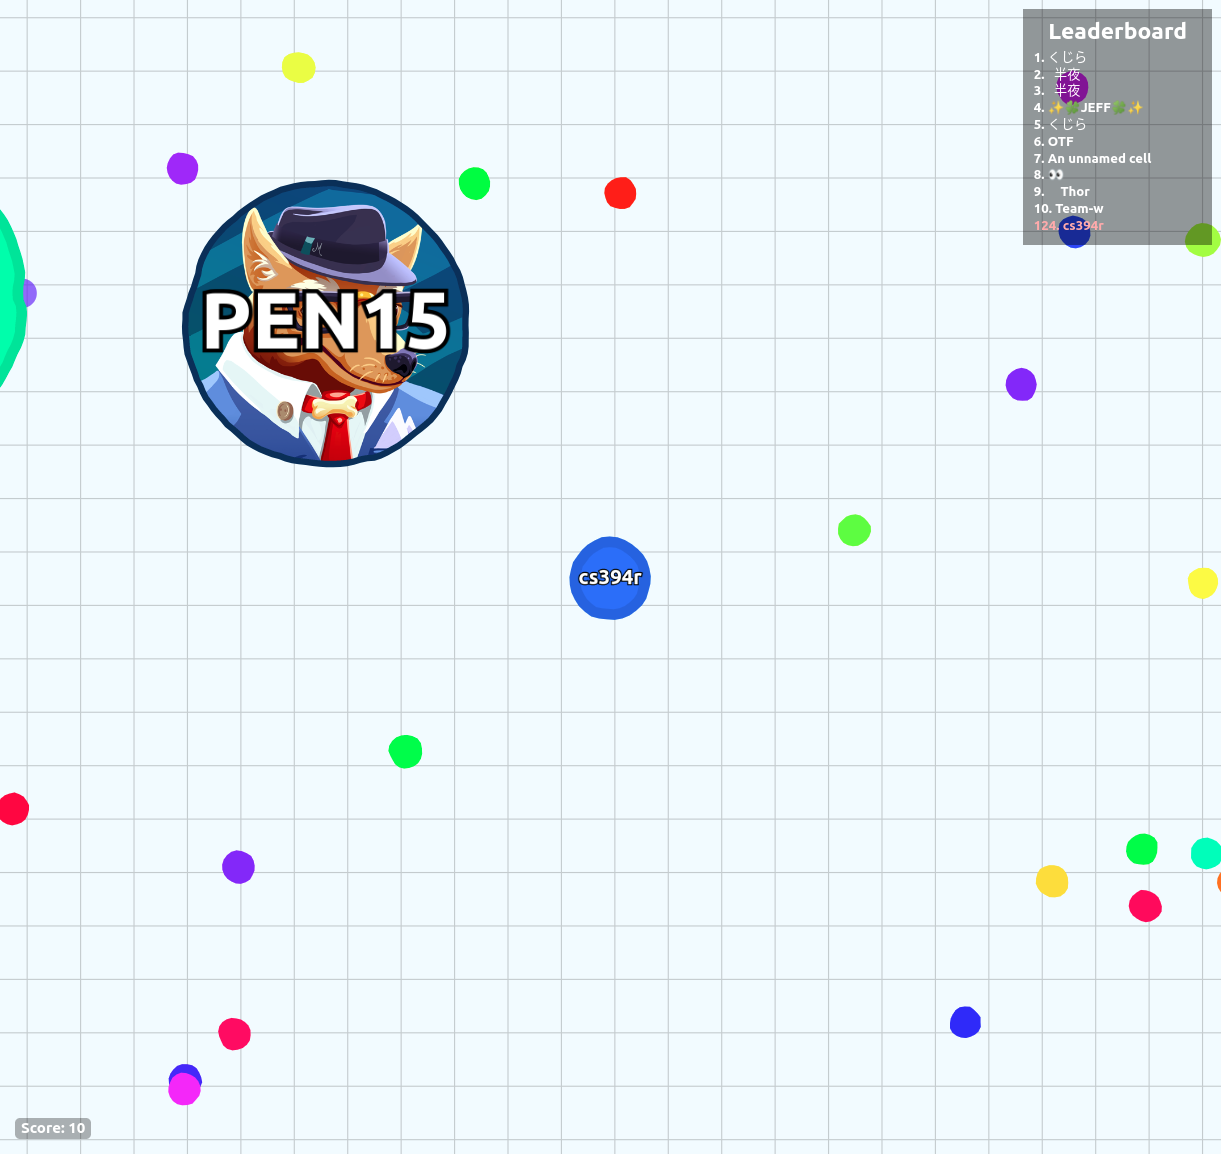 Leaderboard
1. くじら
2. 半夜
3. 半夜
4. ✨🌿JEFF🌿✨
5. くじら
6. OTF
7. An unnamed cell
8. 👀
9. Thor
10. Team-w
124. cs394r
PEN15
cs394r
Score: 10